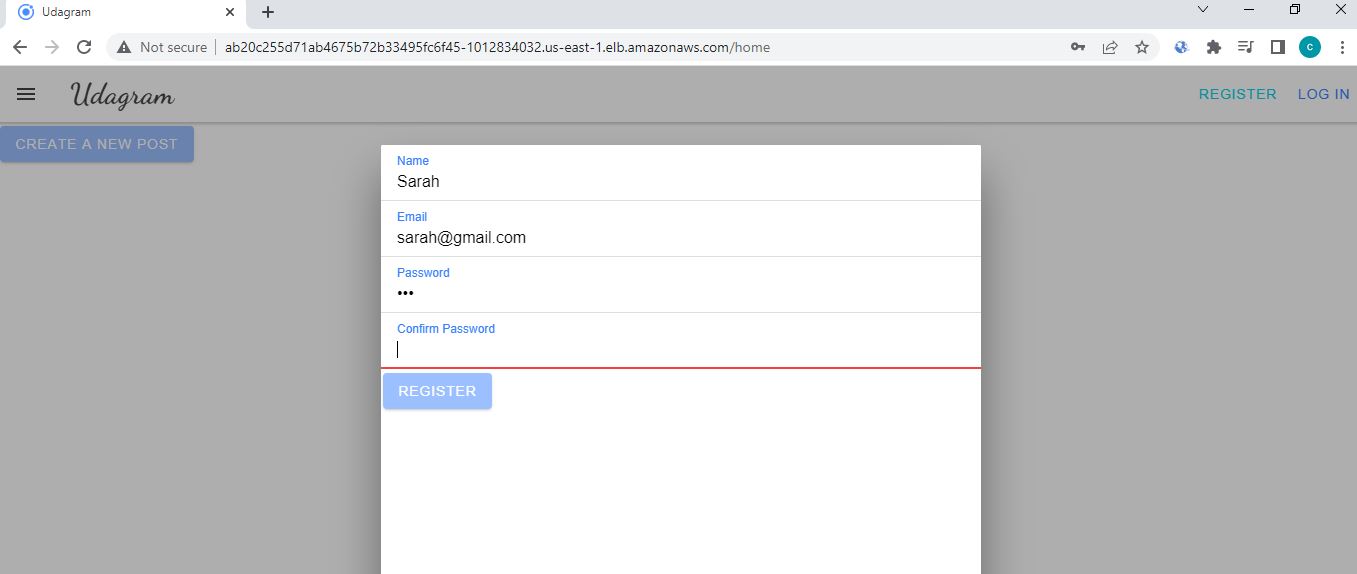 Udagram
Not secure ab20c255d71ab4675b72b33495fc6f45-1012834032.us-east-1.elb.amazonaws.com/home
C
Udagram REGISTER LOG IN
CREATE A NEW POST
Name
Sarah
Email
sarah@gmail.com
Password
•••
Confirm Password
REGISTER